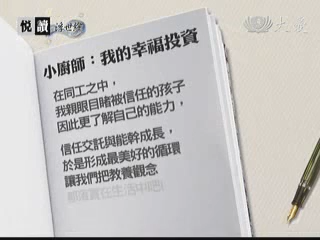 悅讀
大愛
小廚師：我的幸福投資
在同工之中，
我親眼目睹被信任的孩子
因此更了解自己的能力，
信任交託與能幹成長，
於是形成最美好的循環
讓我們把教養觀念